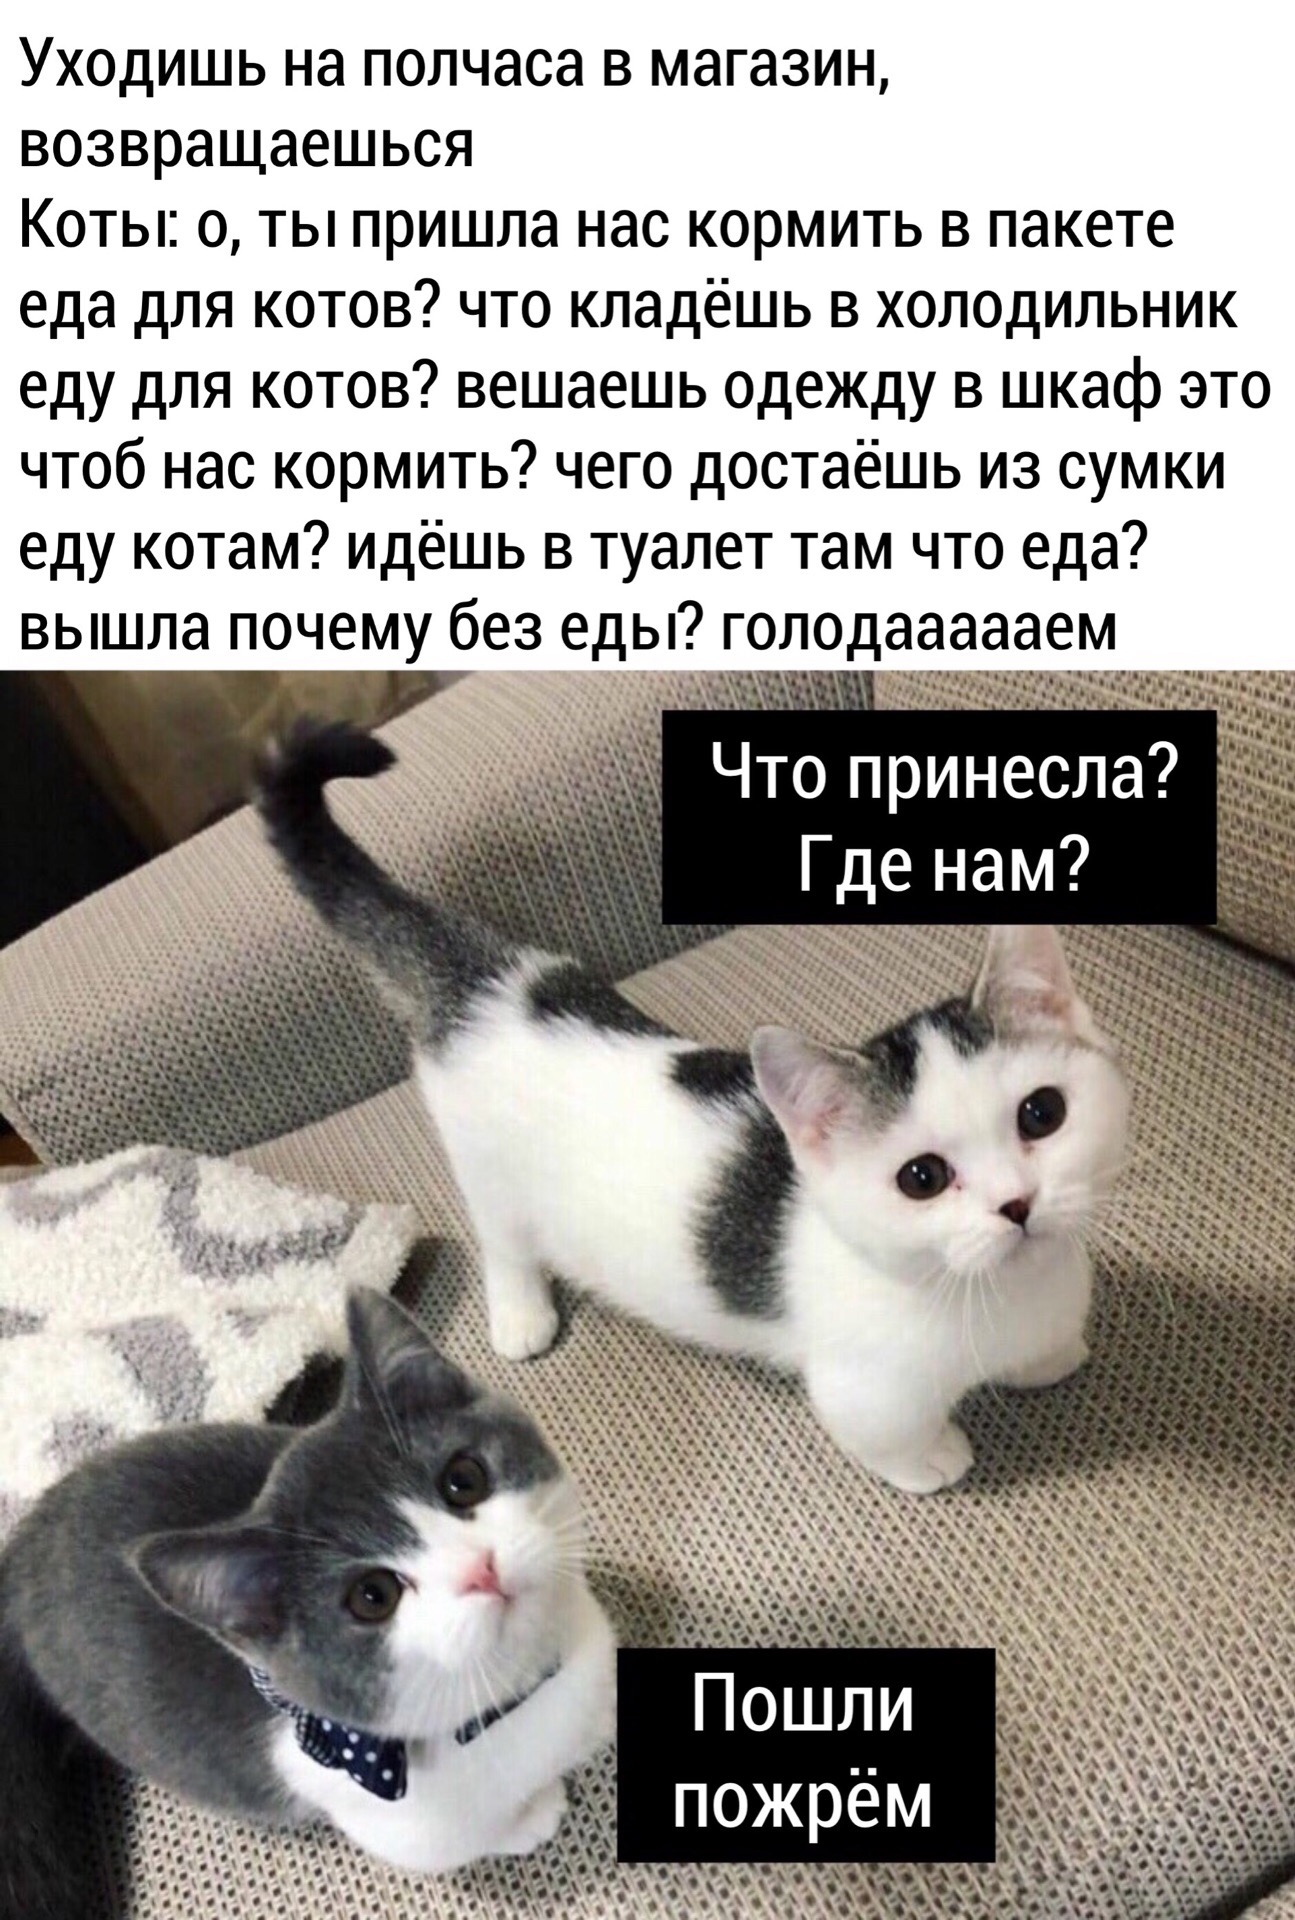 Уходишь на полчаса в магазин,
возвращаешься
Коты: о, ты пришла нас кормить в пакете
еда для котов? что кладёшь в холодильник
еду для котов? вешаешь одежду в шкаф это
чтоб нас кормить? чего достаёшь из сумки
еду котам? идёшь в туалет там что еда?
вышла почему без еды? голодаааааем
Что принесла?
Где нам?
Пошли
пожрём